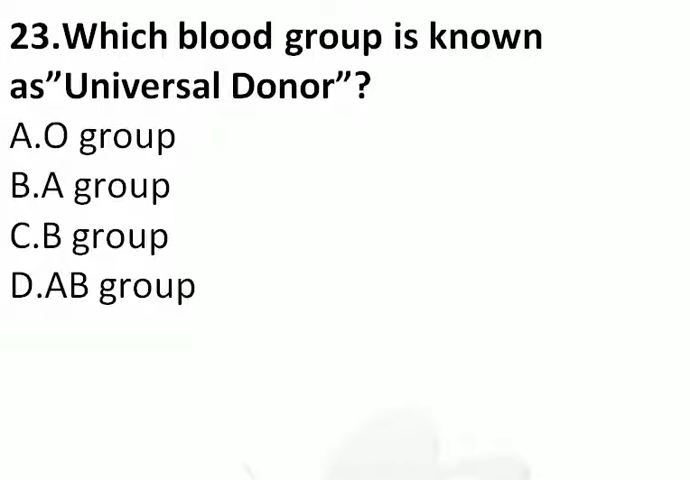 23.Which blood group is known
as”Universal Donor”?
A.O group
B.A group
C.B group
D.AB group